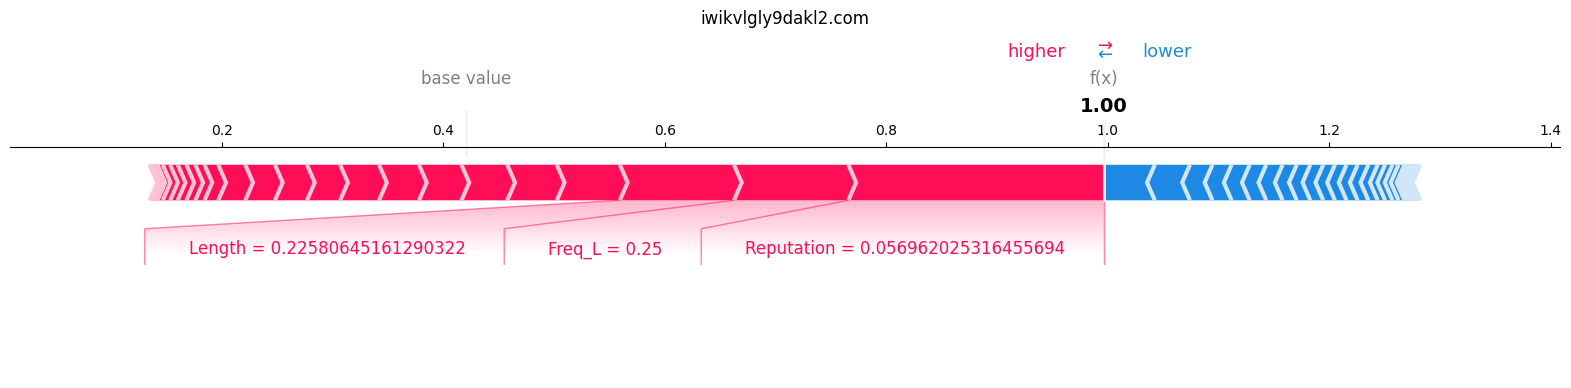 iwikvlgly9dakl2.com
higher → ← lower
base value f(x)
1.00
0.2 0.4 0.6 0.8 1.0 1.2 1.4
Length = 0.22580645161290322 Freq_L = 0.25 Reputation = 0.056962025316455694